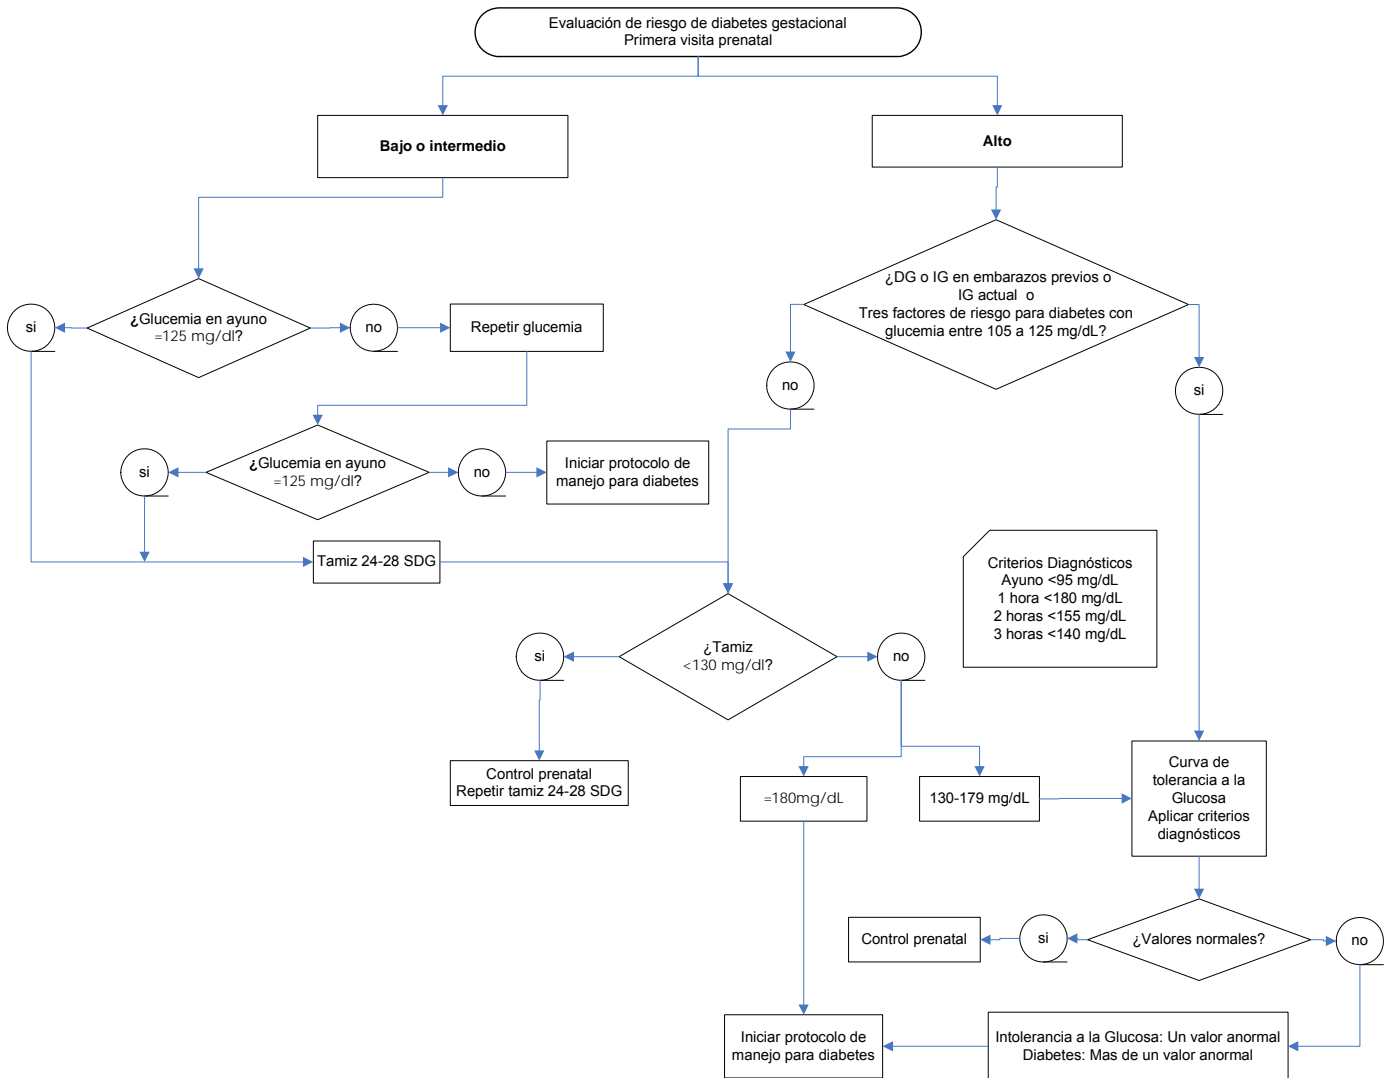 Evaluación de riesgo de diabetes gestacional
Primera visita prenatal
Bajo o intermedio
Alto
¿DG o IG en embarazos previos o
IG actual  o
Tres factores de riesgo para diabetes con
glucemia entre 105 a 125 mg/dL?
si
¿Glucemia en ayuno
=125 mg/dl?
no
Repetir glucemia
no
si
si
¿Glucemia en ayuno
=125 mg/dl?
no
Iniciar protocolo de
manejo para diabetes
Tamiz 24-28 SDG
Criterios Diagnósticos
Ayuno <95 mg/dL
1 hora <180 mg/dL
2 horas <155 mg/dL
3 horas <140 mg/dL
si
¿Tamiz
<130 mg/dl?
no
Control prenatal
Repetir tamiz 24-28 SDG
=180mg/dL
130-179 mg/dL
Curva de
tolerancia a la
Glucosa
Aplicar criterios
diagnósticos
Control prenatal
si
¿Valores normales?
no
Iniciar protocolo de
manejo para diabetes
Intolerancia a la Glucosa: Un valor anormal
Diabetes: Mas de un valor anormal